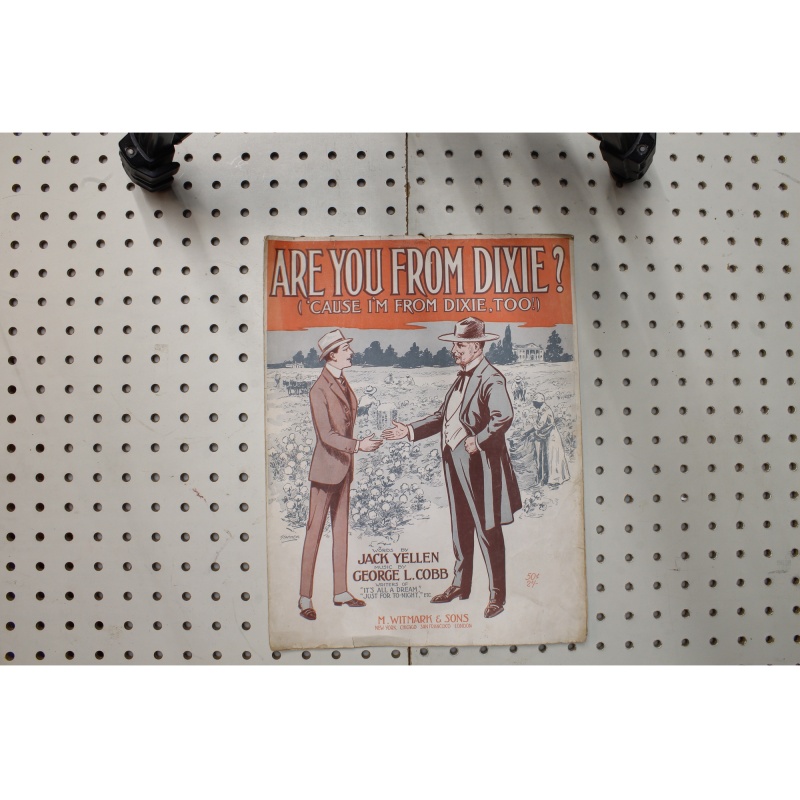 ARE YOU FROM DIXIE?
('CAUSE I'M FROM DIXIE, TOO!)
WORDS BY
JACK YELLEN
MUSIC BY
GEORGE L. COBB
WRITERS OF
"IT'S ALL A DREAM,"
"JUST FOR TO-NIGHT," ETC
M. WITMARK & SONS
NEW YORK CHICAGO SAN FRANCISCO LONDON